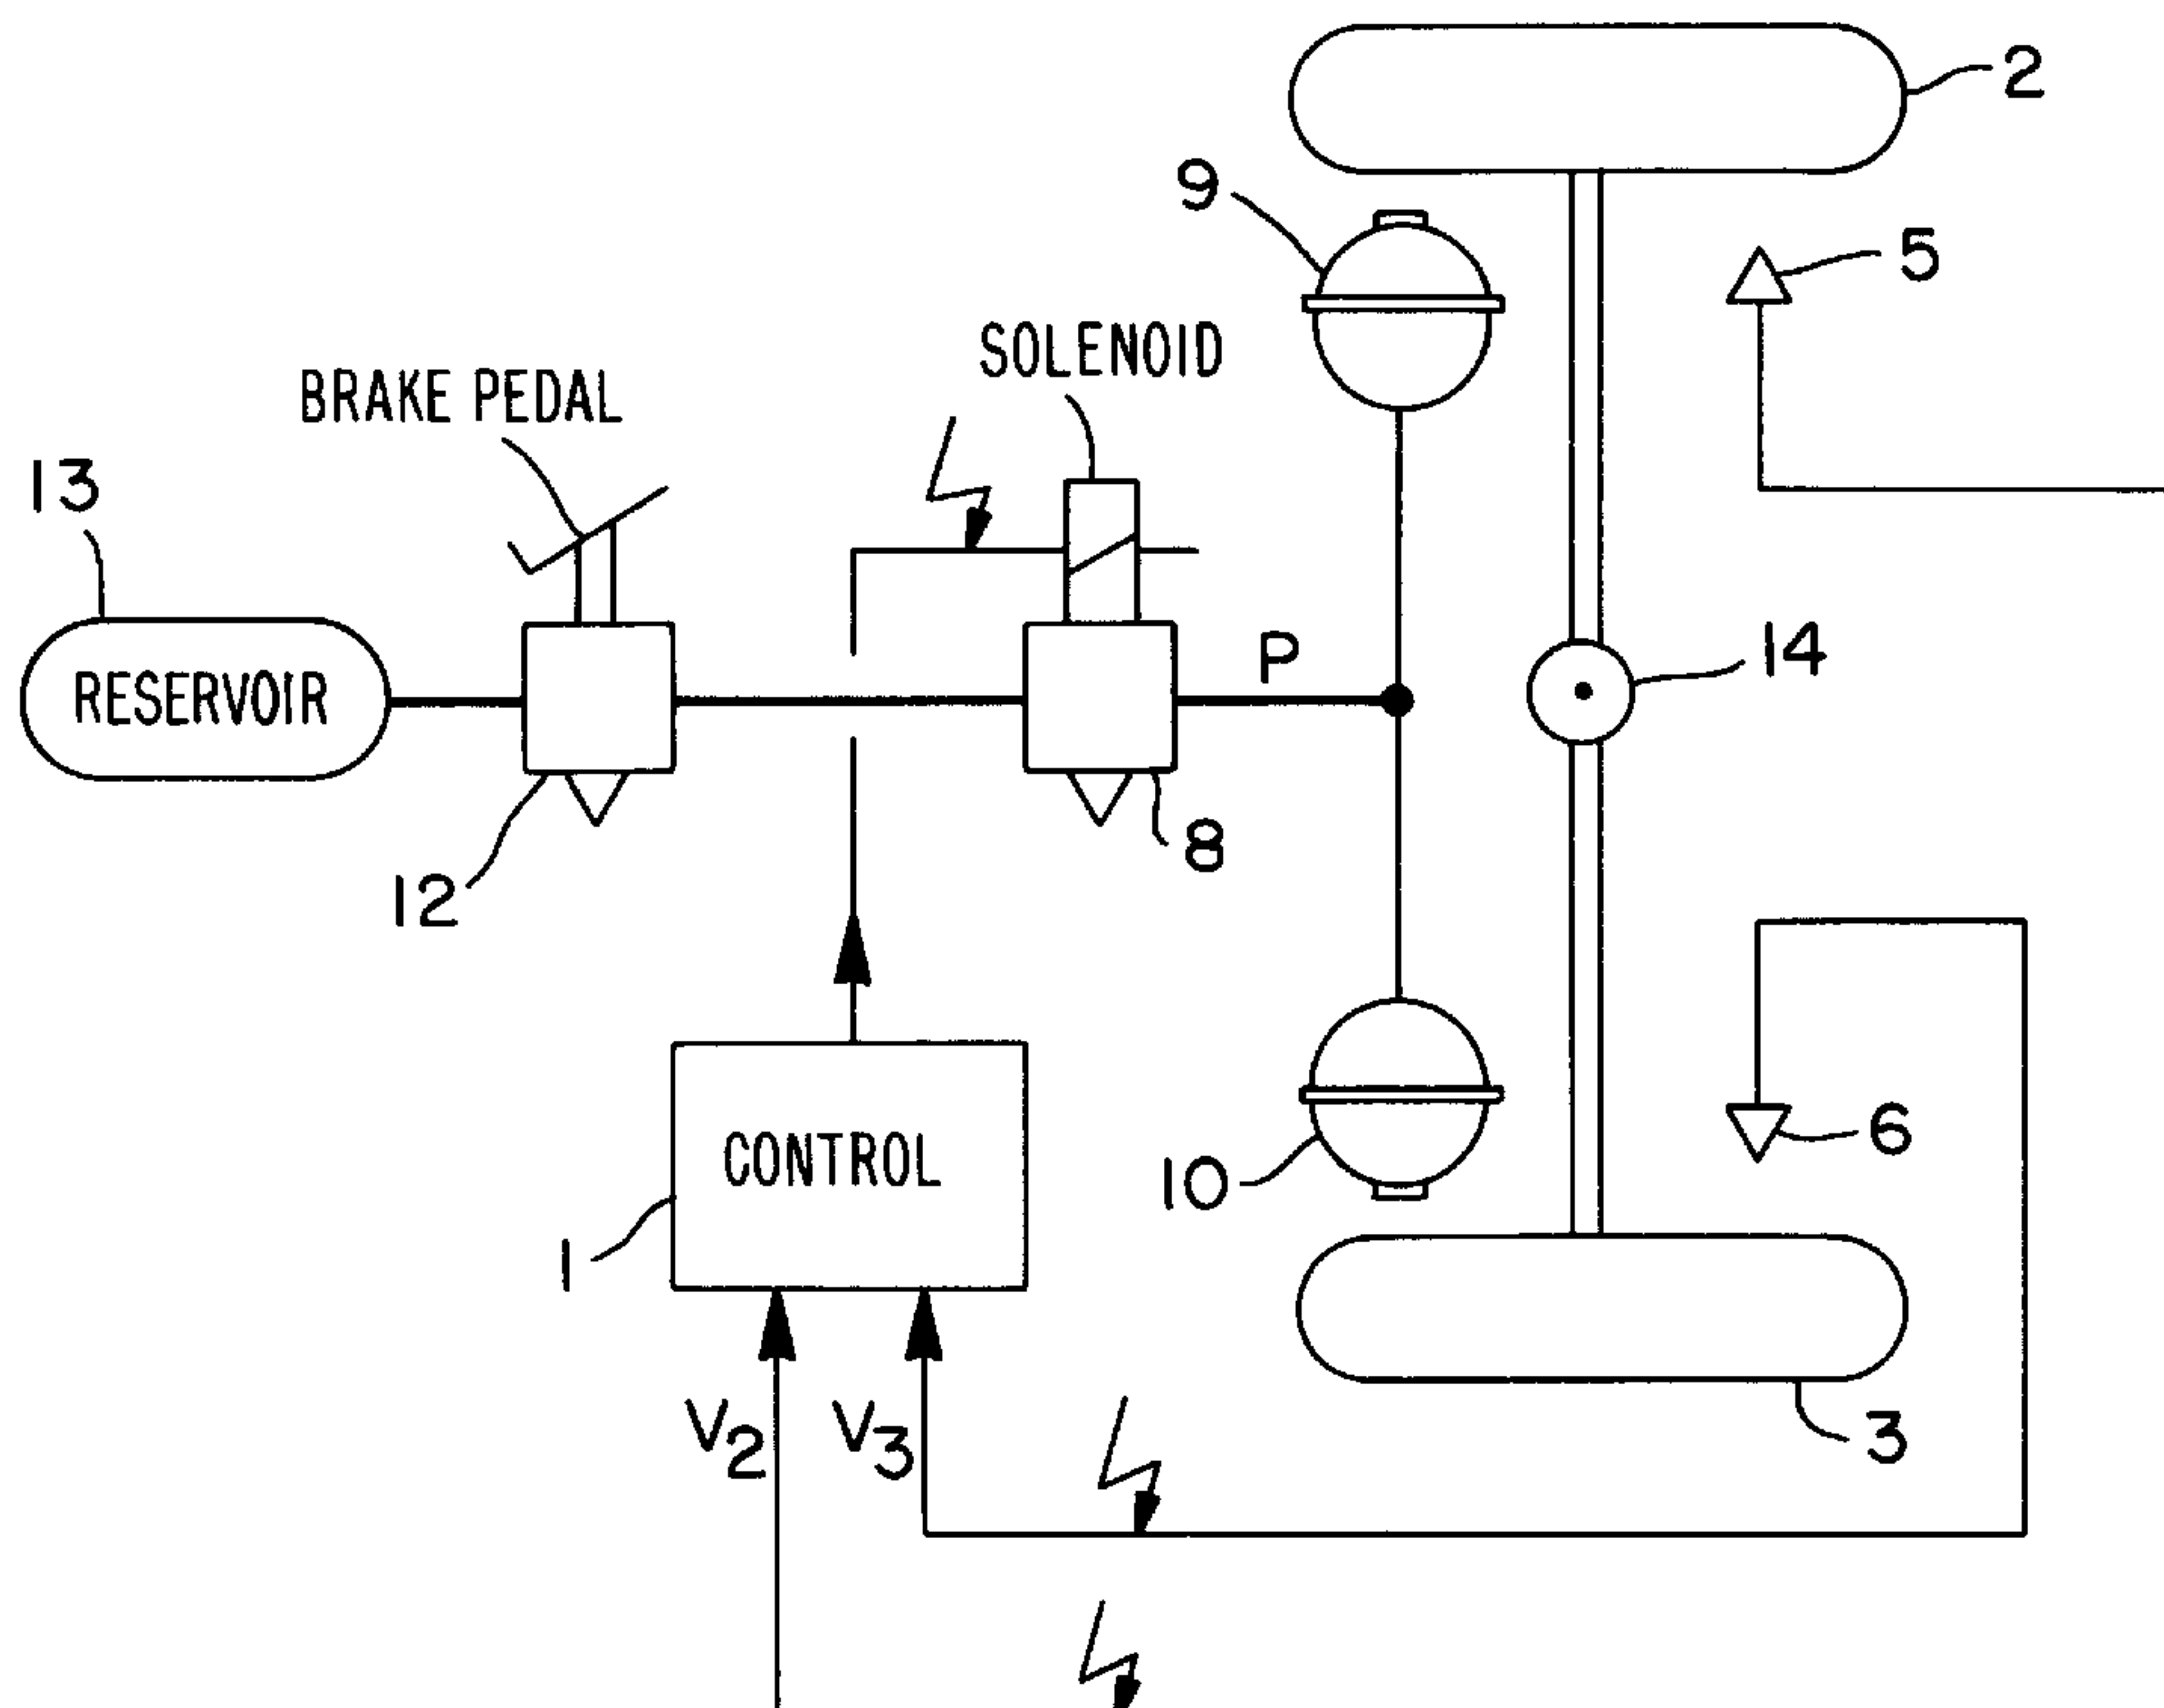 2
9
5
SOLENOID
BRAKE PEDAL
13
14
P
RESERVOIR
8
12
6
CONTROL
10
1
V2
V3
3